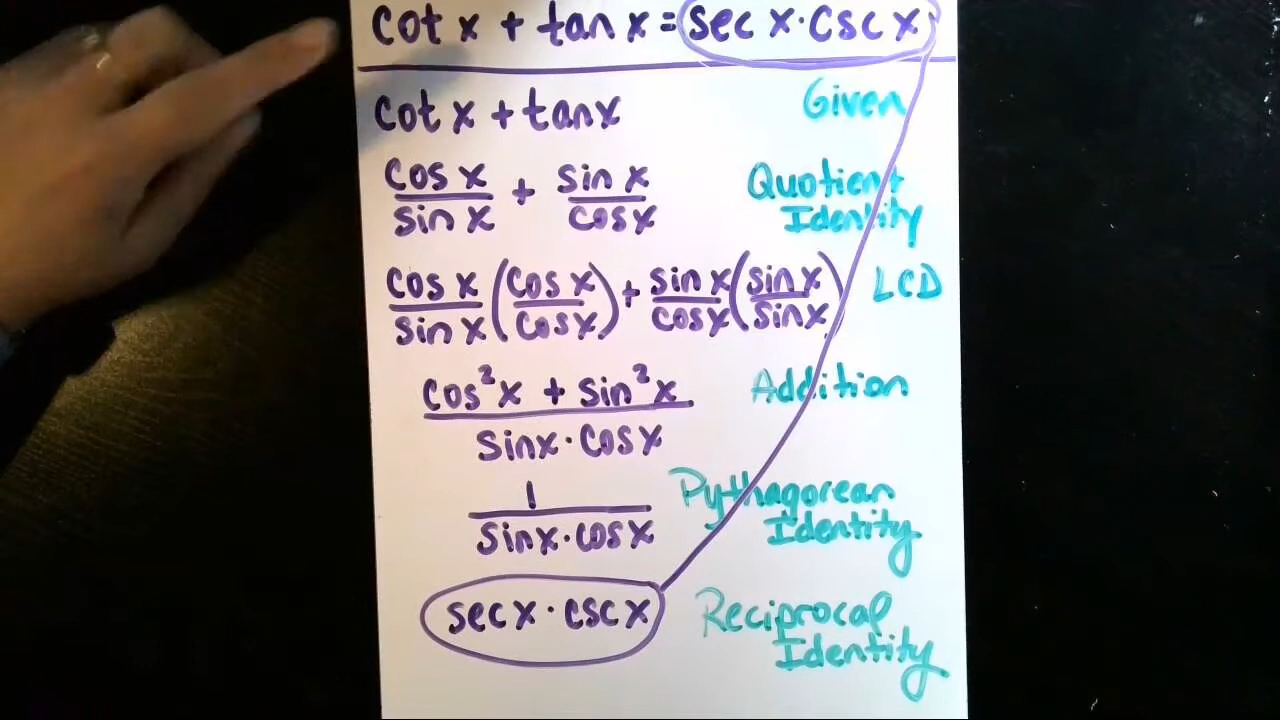 cot x + tan x = sec x · csc x
cot x + tan x Given
cos x / sin x + sin x / cos x Quotient
Identity
cos x / sin x (cos x / cos x) + sin x / cos x (sin x / sin x) LCD
cos²x + sin²x / sin x · cos x Addition
1 / sin x · cos x Pythagorean
Identity
sec x · csc x Reciprocal
Identity